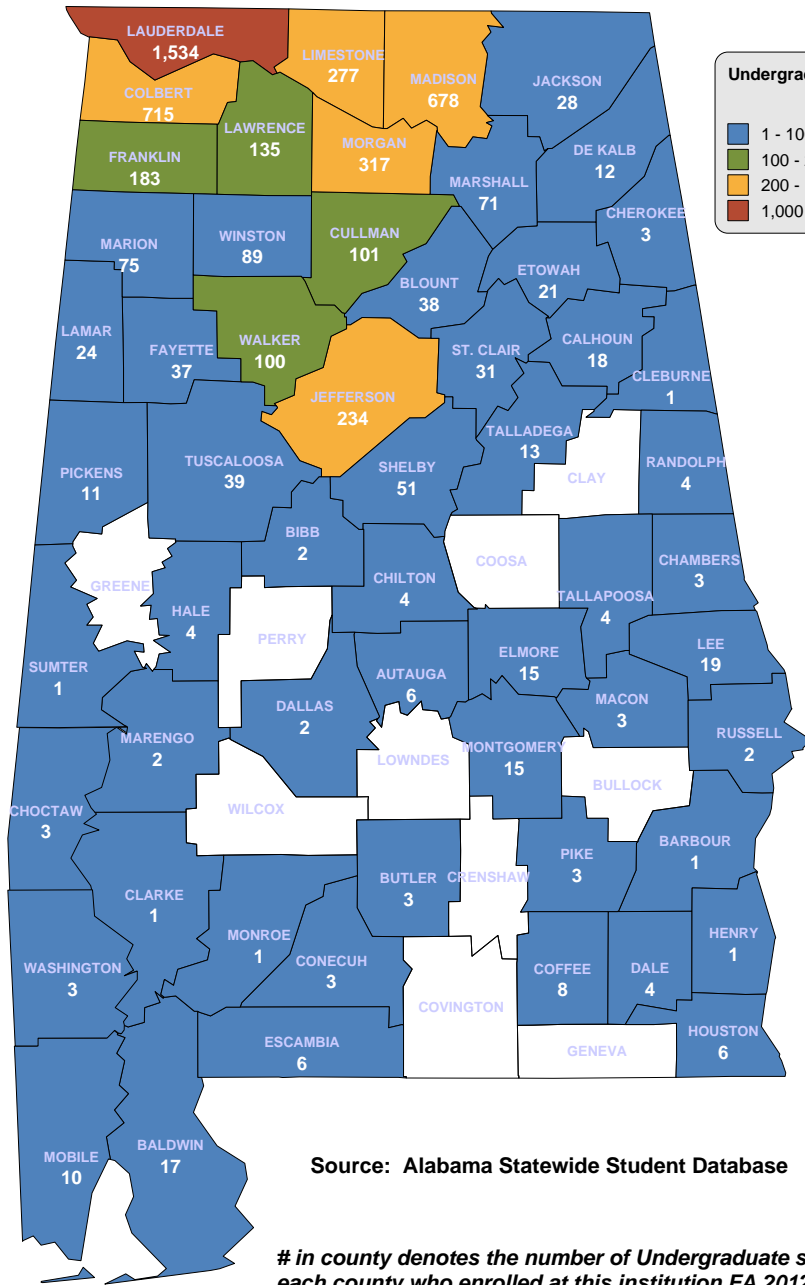 LAUDERDALE
1,534
LIMESTONE
277
MADISON
678
JACKSON
28
COLBERT
715
LAWRENCE
135
MORGAN
317
FRANKLIN
183
MARSHALL
71
DE KALB
12
CHEROKEE
3
MARION
75
WINSTON
89
CULLMAN
101
BLOUNT
38
ETOWAH
21
LAMAR
24
FAYETTE
37
WALKER
100
ST. CLAIR
31
CALHOUN
18
CLEBURNE
1
JEFFERSON
234
TALLADEGA
13
PICKENS
11
TUSCALOOSA
39
SHELBY
51
CLAY
RANDOLPH
4
BIBB
2
COOSA
GREENE
HALE
4
CHILTON
4
TALLAPOOSA
4
CHAMBERS
3
PERRY
SUMTER
1
AUTAUGA
6
ELMORE
15
LEE
19
MARENGO
2
DALLAS
2
MACON
3
RUSSELL
2
LOWNDES
MONTGOMERY
15
BULLOCK
CHOCTAW
3
WILCOX
BARBOUR
1
CLARKE
1
BUTLER
3
CRENSHAW
PIKE
3
MONROE
1
CONECUH
3
HENRY
1
WASHINGTON
3
COFFEE
8
DALE
4
COVINGTON
ESCAMBIA
6
GENEVA
HOUSTON
6
MOBILE
10
BALDWIN
17
Undergrad
1 - 10
100 -
200 -
1,000
Source: Alabama Statewide Student Database
# in county denotes the number of Undergraduate s
each county who enrolled at this institution FA 2012